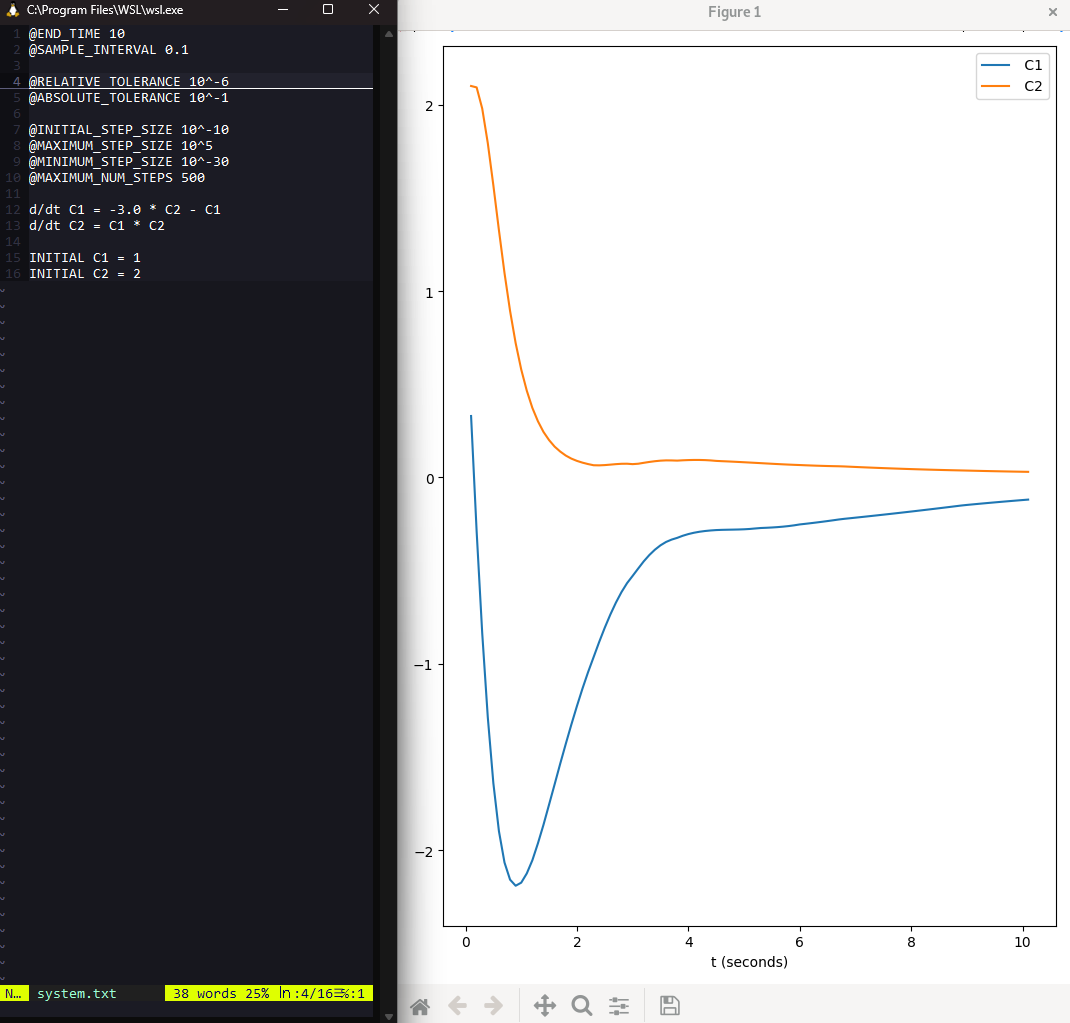 C:\Program Files\WSL\wsl.exe
1 @END_TIME 10
2 @SAMPLE_INTERVAL 0.1
3
4 @RELATIVE_TOLERANCE 10^-6
5 @ABSOLUTE_TOLERANCE 10^-1
6
7 @INITIAL_STEP_SIZE 10^-10
8 @MAXIMUM_STEP_SIZE 10^5
9 @MINIMUM_STEP_SIZE 10^-30
10 @MAXIMUM_NUM_STEPS 500
11
12 d/dt C1 = -3.0 * C2 - C1
13 d/dt C2 = C1 * C2
14
15 INITIAL C1 = 1
16 INITIAL C2 = 2
N… system.txt 38 words 25% ln:4/16☰%:1
Figure 1
C1
C2
2
1
0
−1
−2
0 2 4 6 8 10
t (seconds)